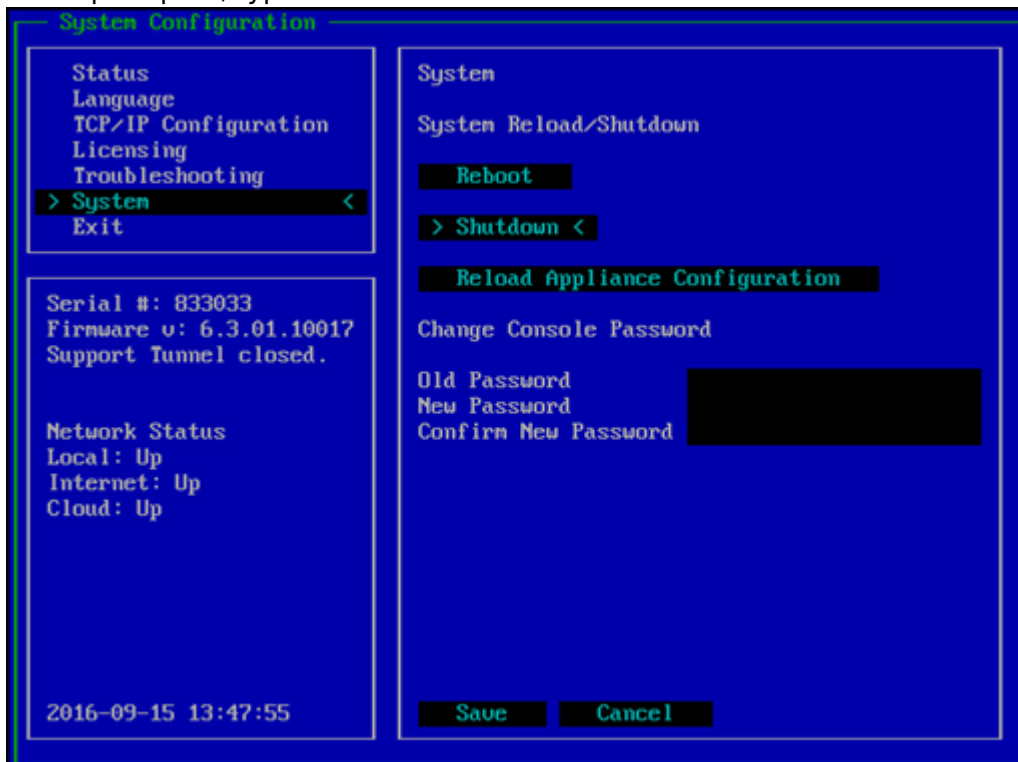 System Configuration
Status
Language
TCP/IP Configuration
Licensing
Troubleshooting
> System <
Exit
Serial #: 833033
Firmware v: 6.3.01.10017
Support Tunnel closed.
Network Status
Local: Up
Internet: Up
Cloud: Up
2016-09-15 13:47:55
System
System Reload/Shutdown
Reboot
> Shutdown <
Reload Appliance Configuration
Change Console Password
Old Password
New Password
Confirm New Password
Save Cancel